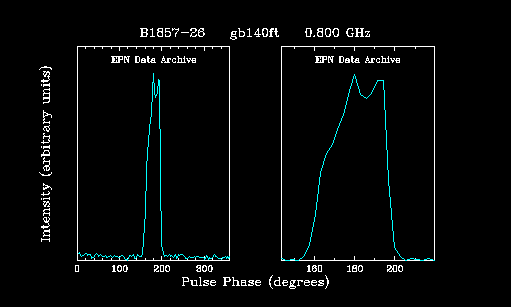 B1857-26 gb140ft 0.800 GHz
EPN Data Archive EPN Data Archive
Intensity (arbitrary units)
0 100 200 300 160 180 200
Pulse Phase (degrees)